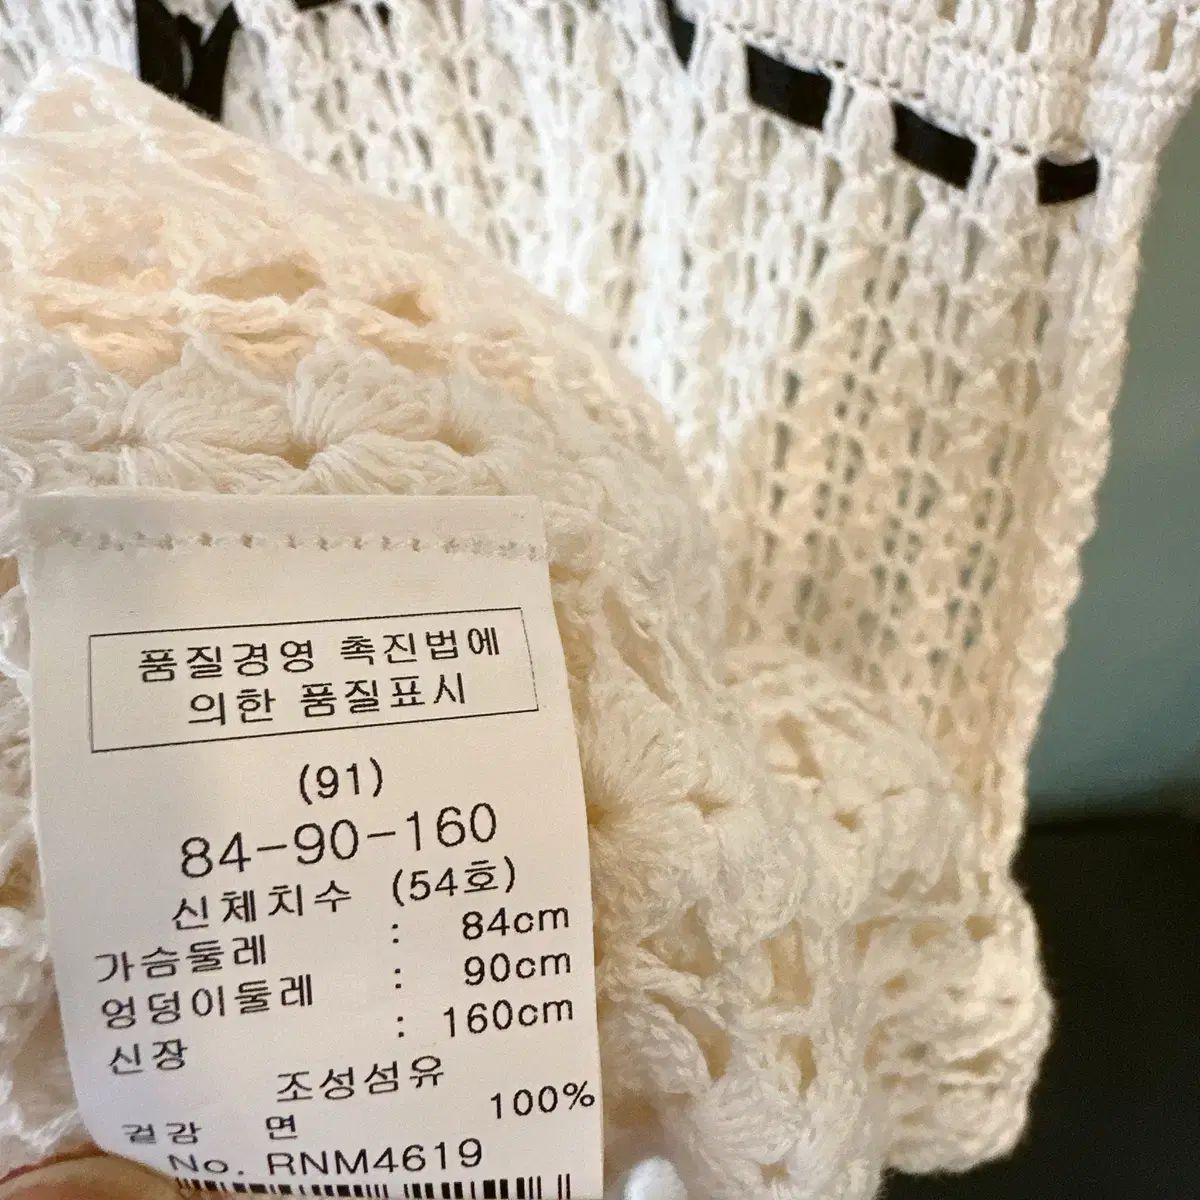 품질경영 촉진법에
의한 품질표시
(91)
84-90-160
신체치수 (54호)
가슴둘레 : 84cm
엉덩이둘레 : 90cm
신장 : 160cm
조성섬유
겉감 면 100%
No. RNM4619